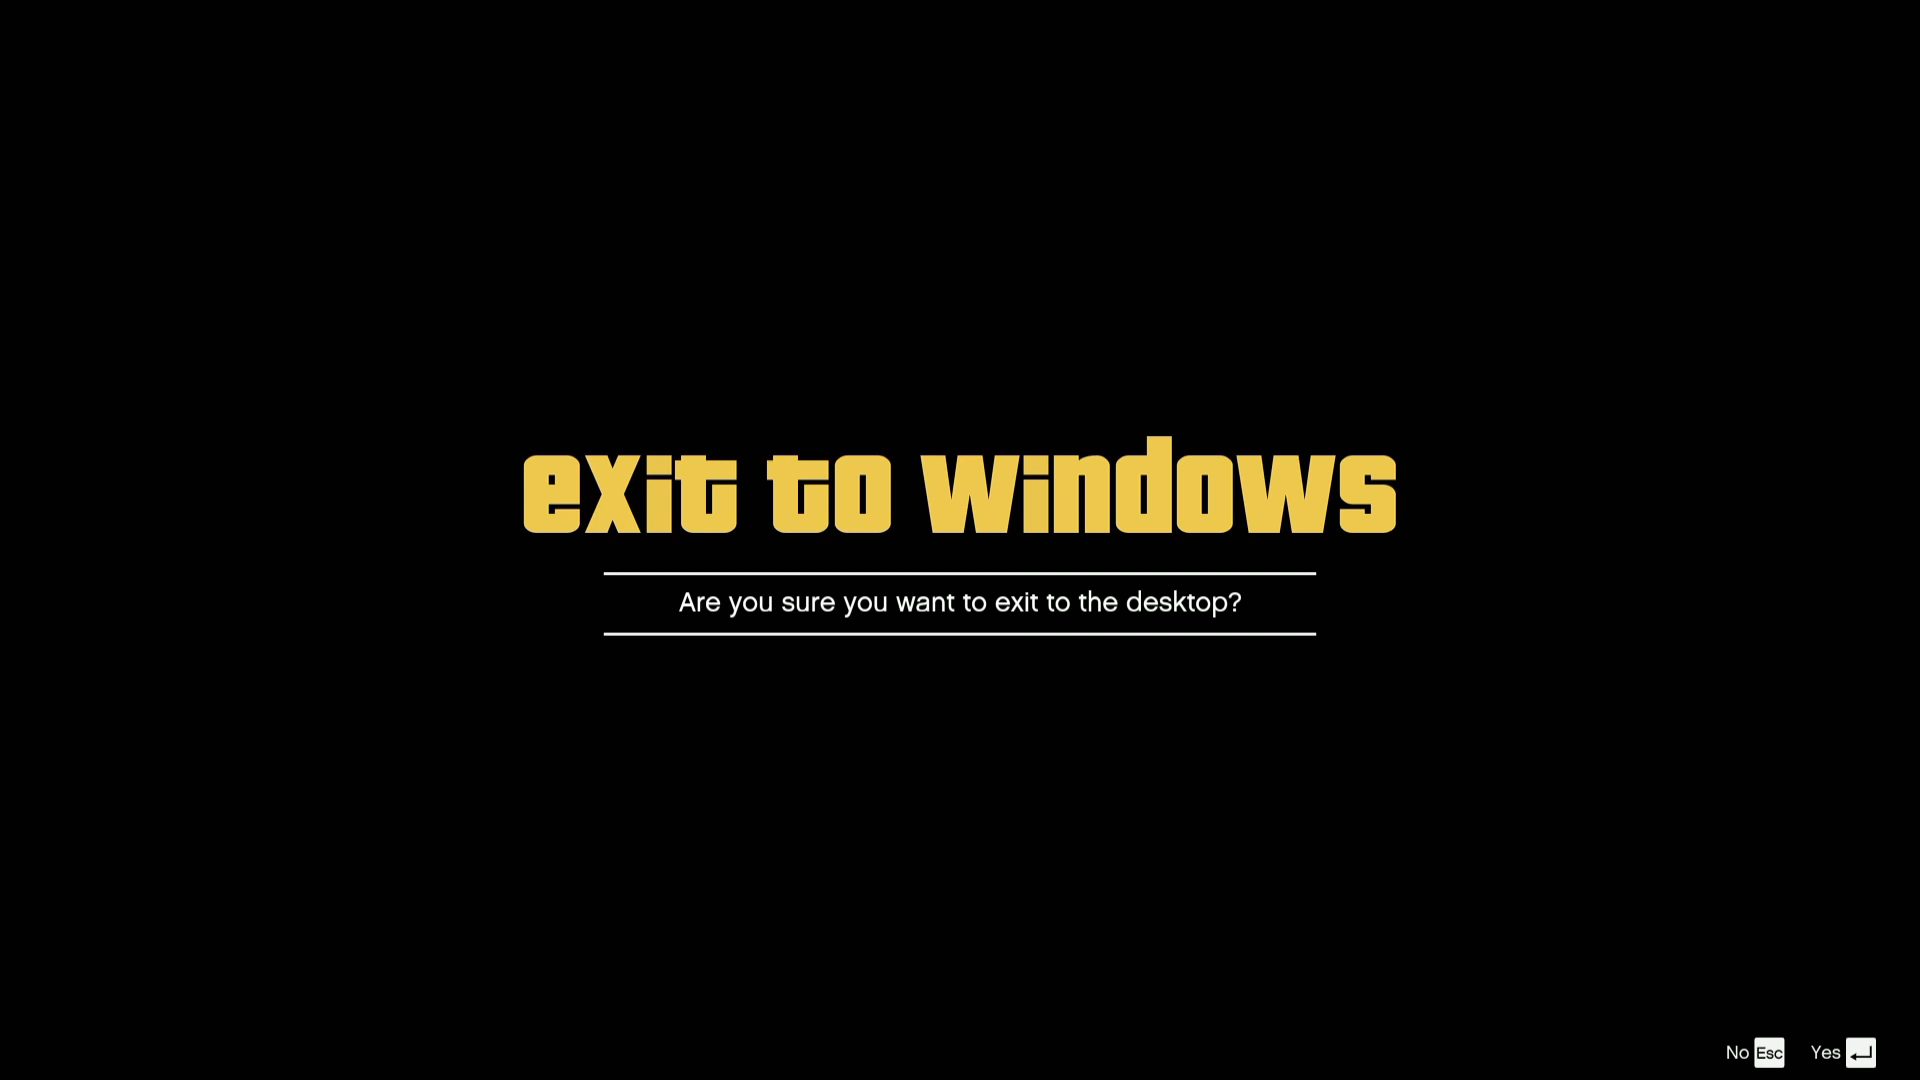 exit to windows
Are you sure you want to exit to the desktop?
No Esc Yes